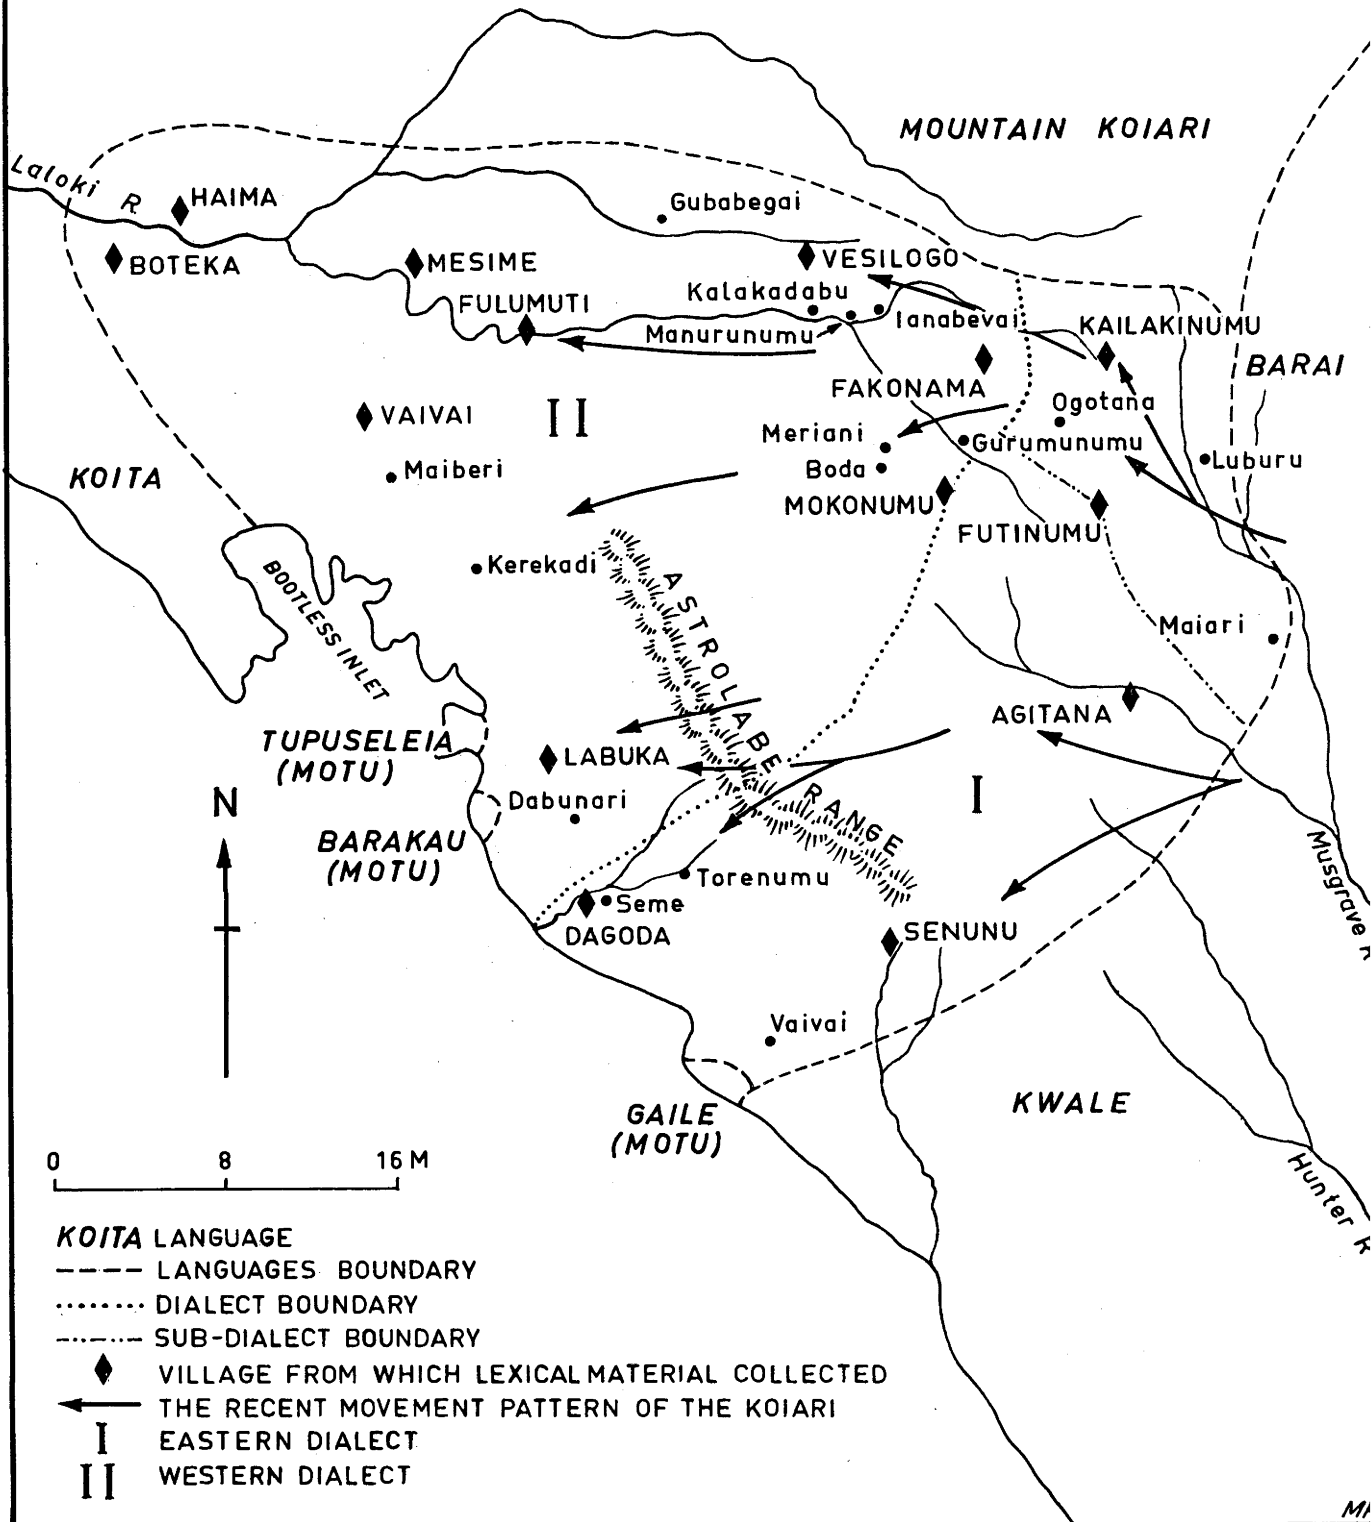 MOUNTAIN KOIARI
Laloki R.
HAIMA
Gubabegai
BOTEKA
MESIME
VESILOGO
FULUMUTI
Kalakadabu
Ianabevai
Manurunumu
KAILAKINUMU
BARAI
FAKONAMA
VAIVAI
II
Ogotana
Meriani
Gurumunumu
Boda
Luburu
KOITA
Maiberi
MOKONUMU
FUTINUMU
Kerekadi
BOOTLESS INLET
ASTROLABE RANGE
Maiari
AGITANA
TUPUSELEIA
(MOTU)
LABUKA
I
N
Dabunari
BARAKAU
(MOTU)
Torenumu
Musgrave R
Seme
DAGODA
SENUNU
Vaivai
KWALE
GAILE
(MOTU)
Hunter R
0 8 16 M
KOITA LANGUAGE
LANGUAGES BOUNDARY
DIALECT BOUNDARY
SUB-DIALECT BOUNDARY
VILLAGE FROM WHICH LEXICAL MATERIAL COLLECTED
THE RECENT MOVEMENT PATTERN OF THE KOIARI
I EASTERN DIALECT
II WESTERN DIALECT